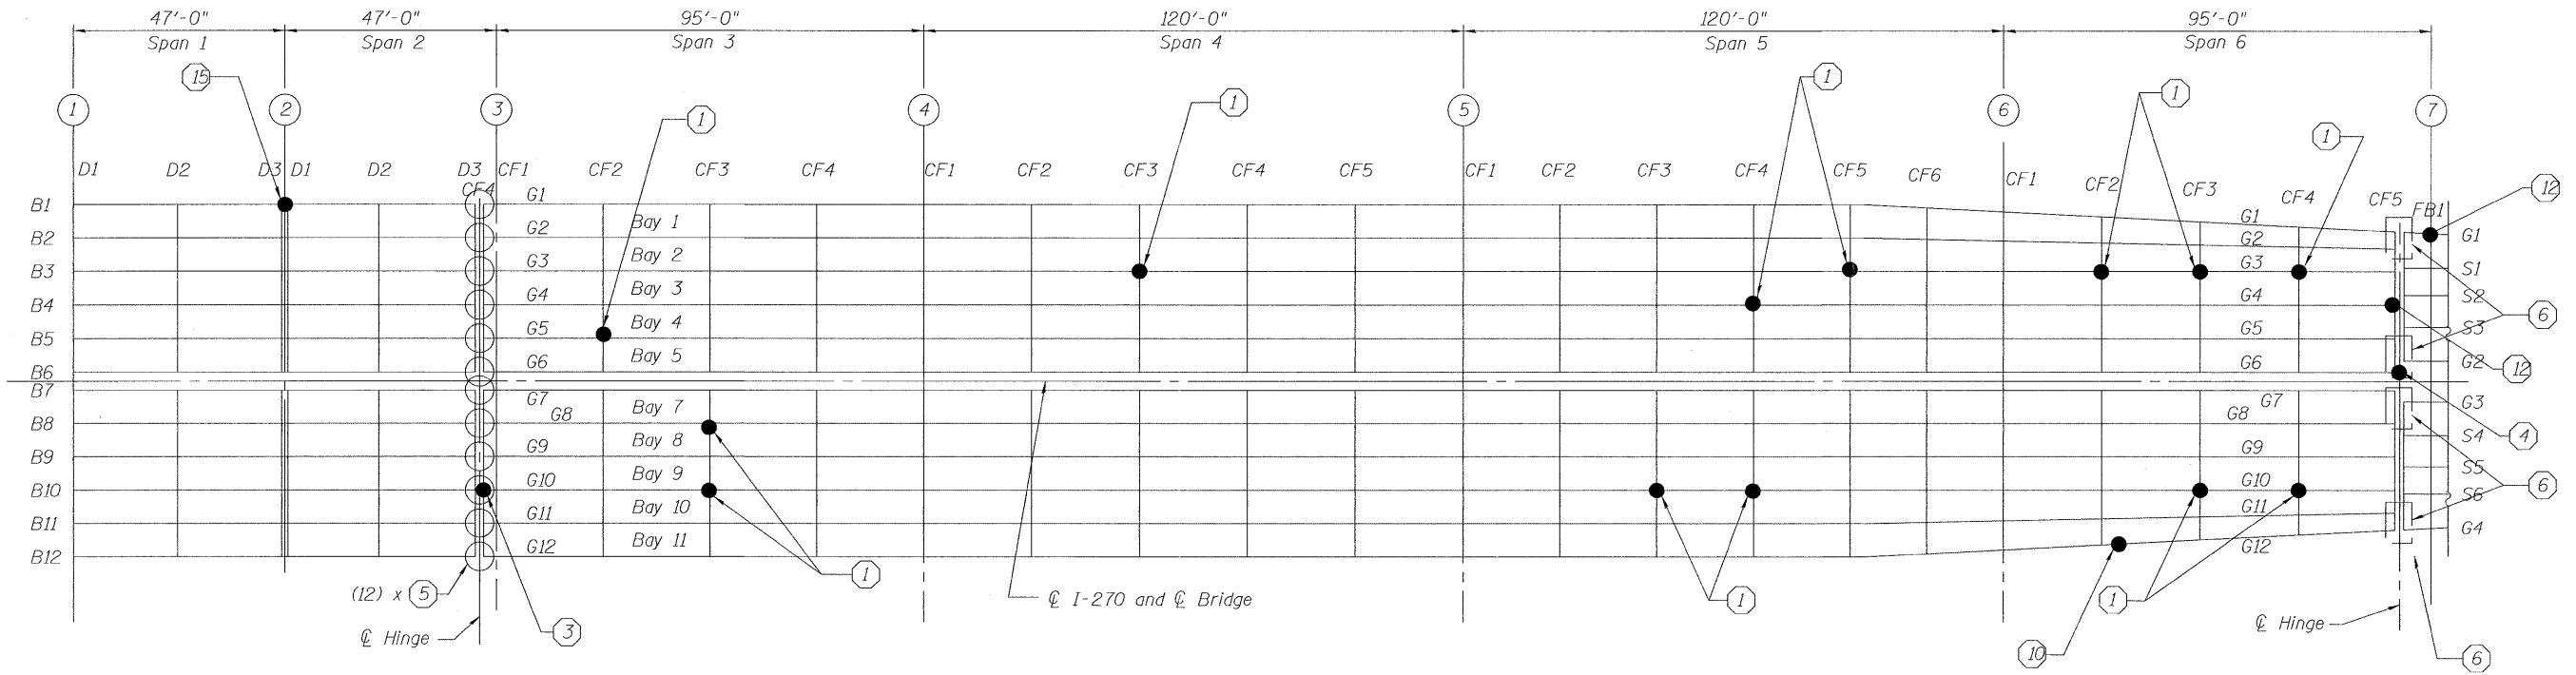 47'-0" 47'-0" 95'-0" 120'-0" 120'-0" 95'-0"
Span 1 Span 2 Span 3 Span 4 Span 5 Span 6
15 1 1 1 1 1
1 2 3 4 5 6 7
D1 D2 D3 D1 D2 D3 CF1 CF2 CF3 CF4 CF1 CF2 CF3 CF4 CF5 CF1 CF2 CF3 CF4 CF5 CF6 CF1 CF2 CF3 CF4 CF5 FB1
CF4
12
B1 G1 G1 G1
B2 G2 Bay 1 G2
B3 G3 Bay 2 G3 S1
B4 G4 Bay 3 G4 S2
B5 G5 Bay 4 G5 S3 6
B6 G6 Bay 5 G6 G2 12
B7 G7 Bay 7 G7 G3
B8 G8 Bay 8 G8 S4 4
B9 G9 Bay 9 G9 S5
B10 G10 Bay 10 G10 S6 6
B11 G11 Bay 11 G11 G4
B12 G12 G12
(12) x 5 1 ℄ I-270 and ℄ Bridge 1 1
℄ Hinge 3 ℄ Hinge
10 6